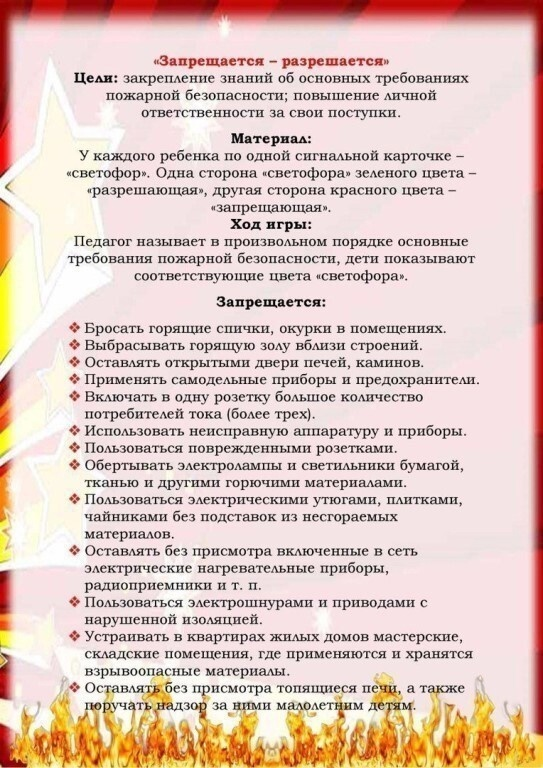 «Запрещается – разрешается»
Цели: закрепление знаний об основных требованиях
пожарной безопасности; повышение личной
ответственности за свои поступки.
Материал:
У каждого ребенка по одной сигнальной карточке –
«светофор». Одна сторона «светофора» зеленого цвета –
«разрешающая», другая сторона красного цвета –
«запрещающая».
Ход игры:
Педагог называет в произвольном порядке основные
требования пожарной безопасности, дети показывают
соответствующие цвета «светофора».
Запрещается:
❖ Бросать горящие спички, окурки в помещениях.
❖ Выбрасывать горящую золу вблизи строений.
❖ Оставлять открытыми двери печей, каминов.
❖ Применять самодельные приборы и предохранители.
❖ Включать в одну розетку большое количество
потребителей тока (более трех).
❖ Использовать неисправную аппаратуру и приборы.
❖ Пользоваться поврежденными розетками.
❖ Обертывать электролампы и светильники бумагой,
тканью и другими горючими материалами.
❖ Пользоваться электрическими утюгами, плитками,
чайниками без подставок из несгораемых
материалов.
❖ Оставлять без присмотра включенные в сеть
электрические нагревательные приборы,
радиоприемники и т. п.
❖ Пользоваться электрошнурами и приводами с
нарушенной изоляцией.
❖ Устраивать в квартирах жилых домов мастерские,
складские помещения, где применяются и хранятся
взрывоопасные материалы.
❖ Оставлять без присмотра топящиеся печи, а также
поручать надзор за ними малолетним детям.